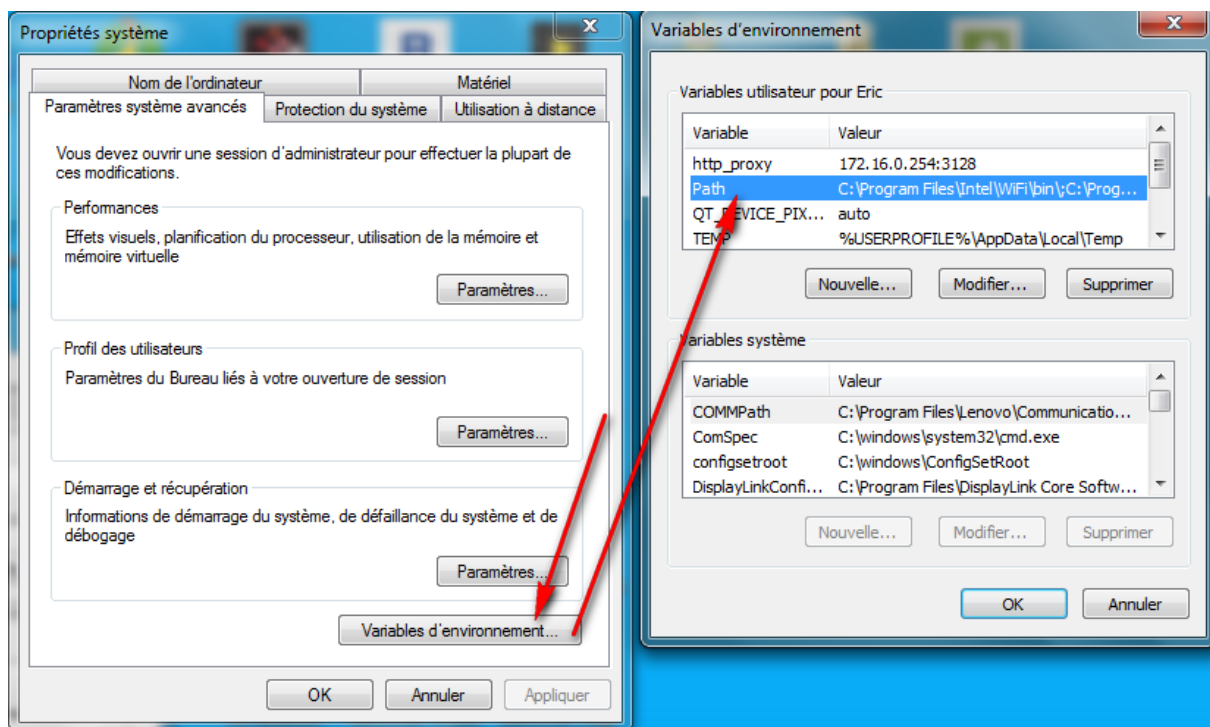 Propriétés système
Nom de l'ordinateur
Matériel
Paramètres système avancés
Protection du système
Utilisation à distance
Vous devez ouvrir une session d'administrateur pour effectuer la plupart de
ces modifications.
Performances
Effets visuels, planification du processeur, utilisation de la mémoire et
mémoire virtuelle
Paramètres...
Profil des utilisateurs
Paramètres du Bureau liés à votre ouverture de session
Paramètres...
Démarrage et récupération
Informations de démarrage du système, de défaillance du système et de
débogage
Paramètres...
Variables d'environnement...
OK
Annuler
Appliquer
Variables d'environnement
Variables utilisateur pour Eric
Variable Valeur
http_proxy 172.16.0.254:3128
Path C:\Program Files\Intel\WiFi\bin\;C:\Prog...
QT_DEVICE_PIX... auto
TEMP %USERPROFILE%\AppData\Local\Temp
Nouvelle...
Modifier...
Supprimer
Variables système
Variable Valeur
COMMPath C:\Program Files\Lenovo\Communicatio...
ComSpec C:\windows\system32\cmd.exe
configsetroot C:\windows\ConfigSetRoot
DisplayLinkConfi... C:\Program Files\DisplayLink Core Softw...
Nouvelle...
Modifier...
Supprimer
OK
Annuler